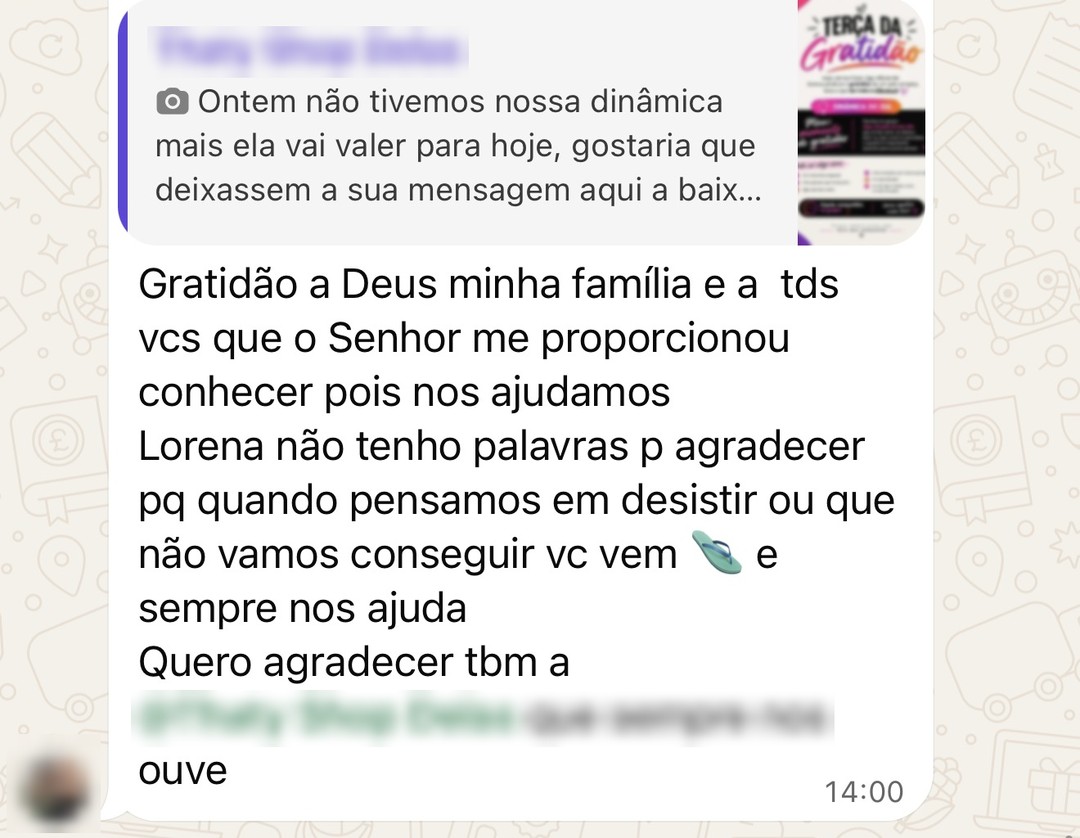 TERÇA DA
Gratidão
Ontem não tivemos nossa dinâmica
mais ela vai valer para hoje, gostaria que
deixassem a sua mensagem aqui a baix...
Gratidão a Deus minha família e a  tds
vcs que o Senhor me proporcionou
conhecer pois nos ajudamos
Lorena não tenho palavras p agradecer
pq quando pensamos em desistir ou que
não vamos conseguir vc vem 🩴 e
sempre nos ajuda
Quero agradecer tbm a
ouve
14:00